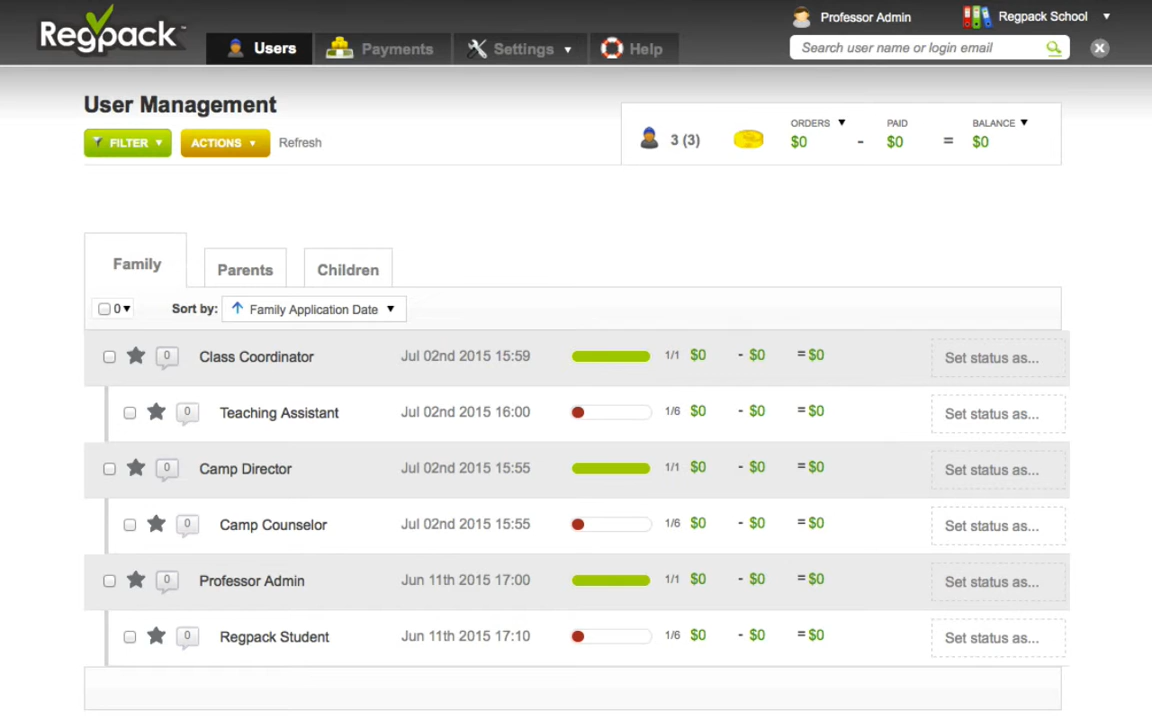 Regpack
Users
Payments
Settings
Help
Professor Admin
Regpack School
Search user name or login email
User Management
FILTER
ACTIONS
Refresh
3 (3)
ORDERS
$0
-
PAID
$0
=
BALANCE
$0
Family
Parents
Children
0
Sort by:
Family Application Date
0 Class Coordinator Jul 02nd 2015 15:59 1/1 $0 - $0 = $0 Set status as...
0 Teaching Assistant Jul 02nd 2015 16:00 1/6 $0 - $0 = $0 Set status as...
0 Camp Director Jul 02nd 2015 15:55 1/1 $0 - $0 = $0 Set status as...
0 Camp Counselor Jul 02nd 2015 15:55 1/6 $0 - $0 = $0 Set status as...
0 Professor Admin Jun 11th 2015 17:00 1/1 $0 - $0 = $0 Set status as...
0 Regpack Student Jun 11th 2015 17:10 1/6 $0 - $0 = $0 Set status as...